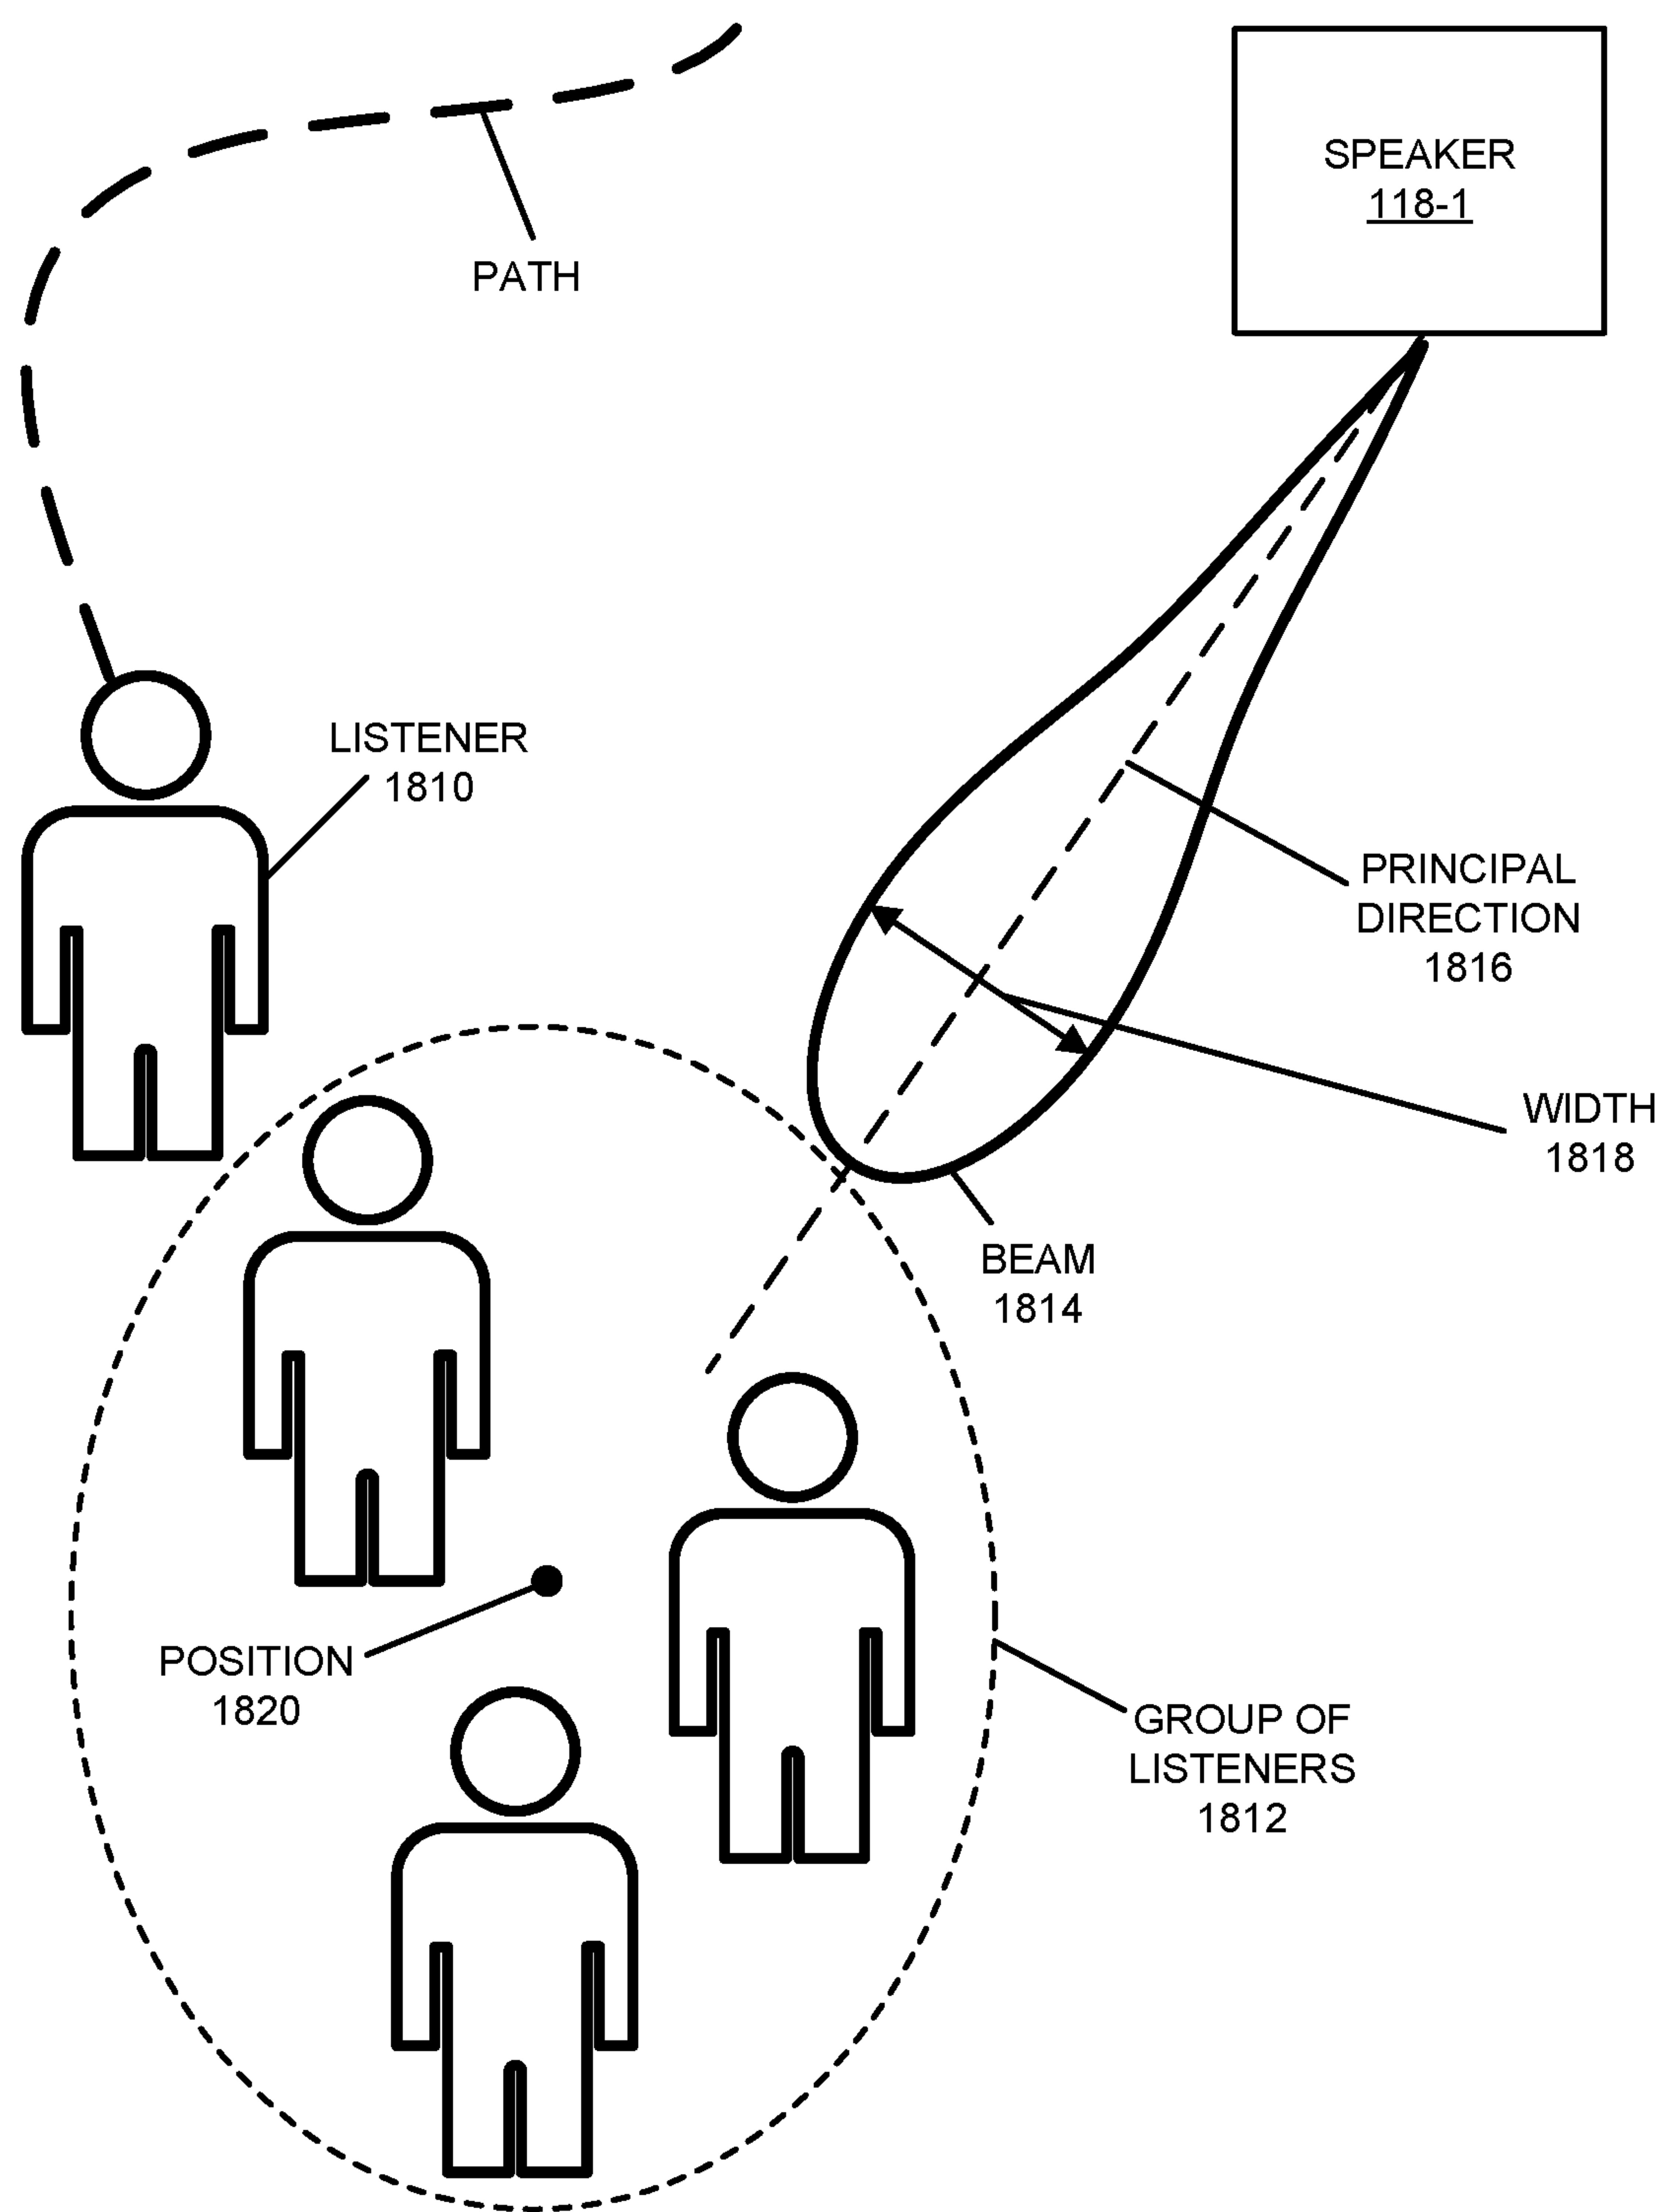 SPEAKER
118-1
PATH
LISTENER
1810
PRINCIPAL
DIRECTION
1816
WIDTH
1818
BEAM
1814
POSITION
1820
GROUP OF
LISTENERS
1812